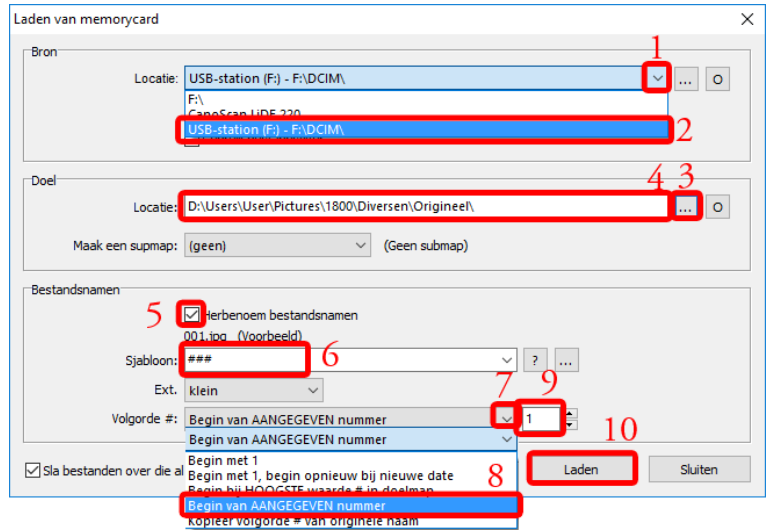 Laden van memorycard
1
Bron
Locatie: USB-station (F:) - F:\DCIM\ ... O
F:\
CanoScan LiDE 220
USB-station (F:) - F:\DCIM\ 2
Doel 4 3
Locatie: D:\Users\User\Pictures\1800\Diversen\Origineel\ ... O
Maak een supmap: (geen) (Geen submap)
Bestandsnamen
5 Herbenoem bestandsnamen
001.jpg (Voorbeeld)
Sjabloon: ### 6 ? ...
Ext. klein 7 9
Volgorde #: Begin van AANGEGEVEN nummer 1
Begin van AANGEGEVEN nummer 10
Sla bestanden over die al Begin met 1 Laden Sluiten
Begin met 1, begin opnieuw bij nieuwe date 8
Begin bij HOOGSTE waarde # in doelmap
Begin van AANGEGEVEN nummer
Kopieer volgorde # van originele naam